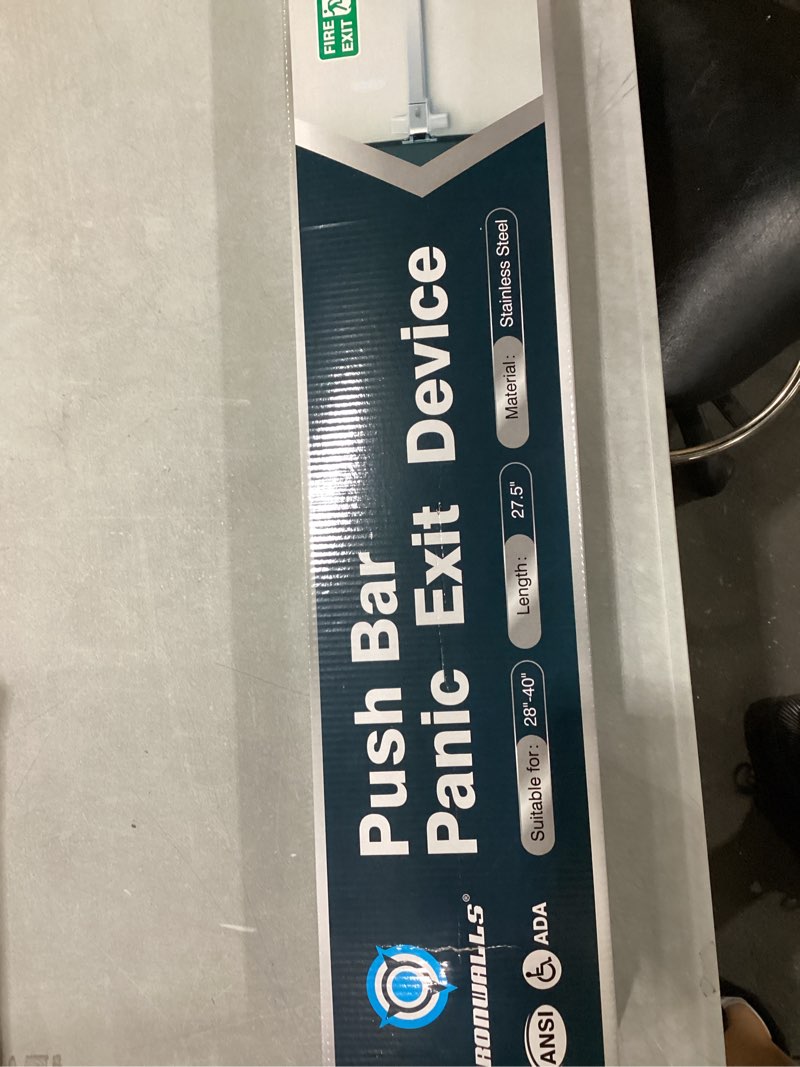 FIRE
EXIT
Push Bar
Panic Exit Device
Suitable for: 28"-40"
Length: 27.5"
Material: Stainless Steel
RONWALLS®
ANSI
ADA